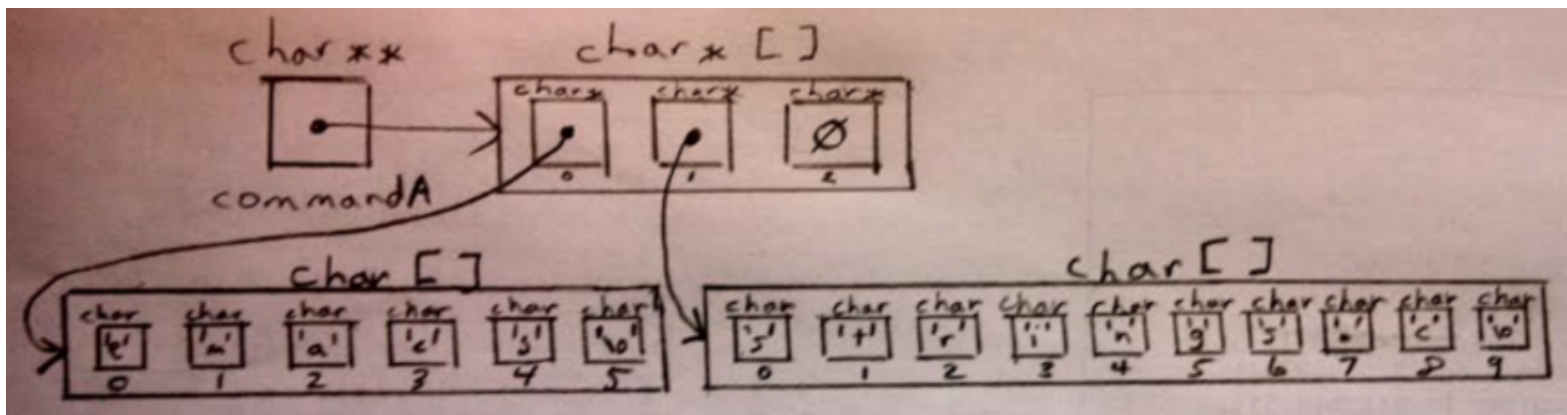 char** char* []
char* char* char*
Ø
0 1 2
commandA
char [] char []
char char char char char char char char char char char char char char char char
'e' 'm' 'a' 'c' 's' '\0' 's' 't' 'r' 'i' 'n' 'g' 's' '.' 'c' '\0'
0 1 2 3 4 5 0 1 2 3 4 5 6 7 8 9